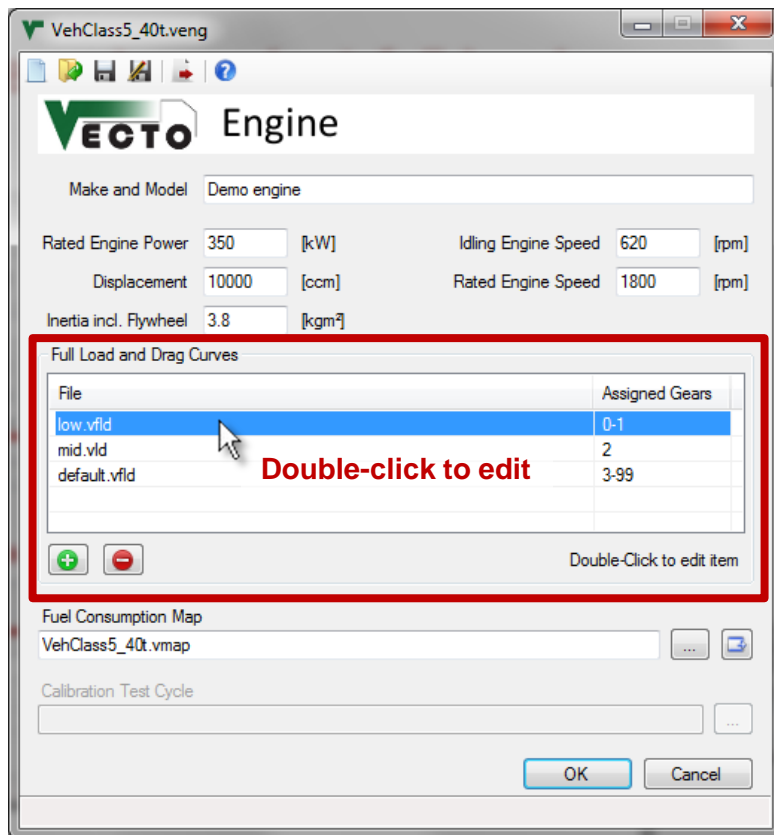 VehClass5_40t.veng
VECTO Engine
Make and Model Demo engine
Rated Engine Power 350 [kW] Idling Engine Speed 620 [rpm]
Displacement 10000 [ccm] Rated Engine Speed 1800 [rpm]
Inertia incl. Flywheel 3.8 [kgm²]
Full Load and Drag Curves
File Assigned Gears
low.vfld 0-1
mid.vld 2
Double-click to edit
default.vfld 3-99
Double-Click to edit item
Fuel Consumption Map
VehClass5_40t.vmap ...
Calibration Test Cycle
...
OK Cancel